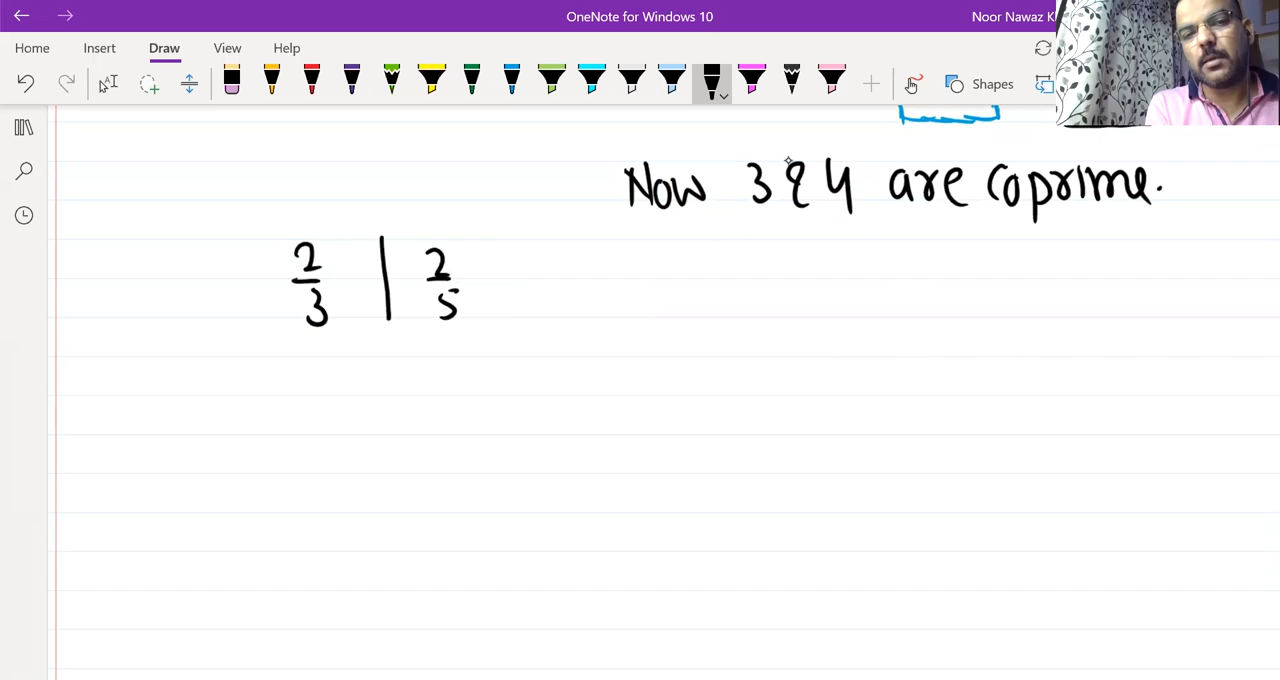 OneNote for Windows 10
Noor Nawaz K
Home Insert Draw View Help
Shapes
Now 3 & 4 are coprime.
2/3 | 2/5